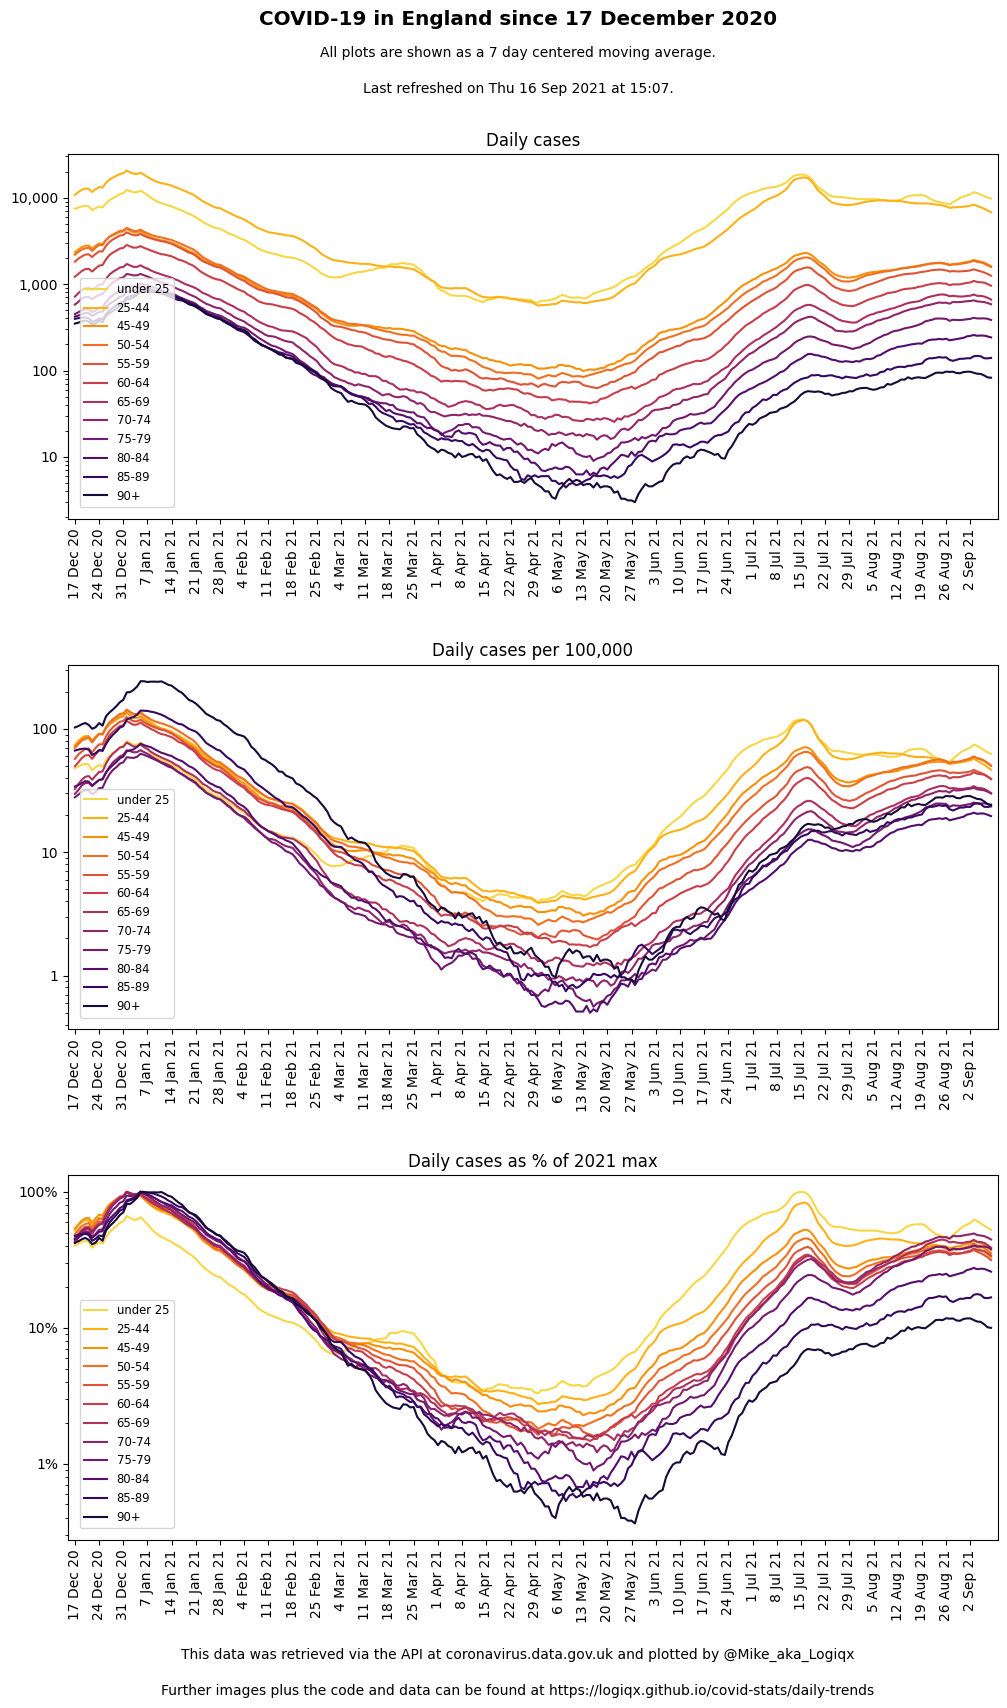 COVID-19 in England since 17 December 2020
All plots are shown as a 7 day centered moving average.
Last refreshed on Thu 16 Sep 2021 at 15:07.
Daily cases
10,000
1,000
100
10
under 25
25-44
45-49
50-54
55-59
60-64
65-69
70-74
75-79
80-84
85-89
90+
17 Dec 20
24 Dec 20
31 Dec 20
7 Jan 21
14 Jan 21
21 Jan 21
28 Jan 21
4 Feb 21
11 Feb 21
18 Feb 21
25 Feb 21
4 Mar 21
11 Mar 21
18 Mar 21
25 Mar 21
1 Apr 21
8 Apr 21
15 Apr 21
22 Apr 21
29 Apr 21
6 May 21
13 May 21
20 May 21
27 May 21
3 Jun 21
10 Jun 21
17 Jun 21
24 Jun 21
1 Jul 21
8 Jul 21
15 Jul 21
22 Jul 21
29 Jul 21
5 Aug 21
12 Aug 21
19 Aug 21
26 Aug 21
2 Sep 21
Daily cases per 100,000
100
10
1
under 25
25-44
45-49
50-54
55-59
60-64
65-69
70-74
75-79
80-84
85-89
90+
17 Dec 20
24 Dec 20
31 Dec 20
7 Jan 21
14 Jan 21
21 Jan 21
28 Jan 21
4 Feb 21
11 Feb 21
18 Feb 21
25 Feb 21
4 Mar 21
11 Mar 21
18 Mar 21
25 Mar 21
1 Apr 21
8 Apr 21
15 Apr 21
22 Apr 21
29 Apr 21
6 May 21
13 May 21
20 May 21
27 May 21
3 Jun 21
10 Jun 21
17 Jun 21
24 Jun 21
1 Jul 21
8 Jul 21
15 Jul 21
22 Jul 21
29 Jul 21
5 Aug 21
12 Aug 21
19 Aug 21
26 Aug 21
2 Sep 21
Daily cases as % of 2021 max
100%
10%
1%
under 25
25-44
45-49
50-54
55-59
60-64
65-69
70-74
75-79
80-84
85-89
90+
17 Dec 20
24 Dec 20
31 Dec 20
7 Jan 21
14 Jan 21
21 Jan 21
28 Jan 21
4 Feb 21
11 Feb 21
18 Feb 21
25 Feb 21
4 Mar 21
11 Mar 21
18 Mar 21
25 Mar 21
1 Apr 21
8 Apr 21
15 Apr 21
22 Apr 21
29 Apr 21
6 May 21
13 May 21
20 May 21
27 May 21
3 Jun 21
10 Jun 21
17 Jun 21
24 Jun 21
1 Jul 21
8 Jul 21
15 Jul 21
22 Jul 21
29 Jul 21
5 Aug 21
12 Aug 21
19 Aug 21
26 Aug 21
2 Sep 21
This data was retrieved via the API at coronavirus.data.gov.uk and plotted by @Mike_aka_Logiqx
Further images plus the code and data can be found at https://logiqx.github.io/covid-stats/daily-trends